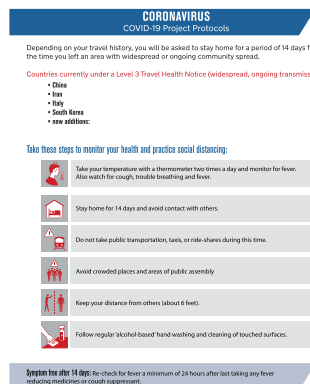 CORONAVIRUS
COVID-19 Project Protocols
Depending on your travel history, you will be asked to stay home for a period of 14 days f
the time you left an area with widespread or ongoing community spread.
Countries currently under a Level 3 Travel Health Notice (widespread, ongoing transmiss
• China
• Iran
• Italy
• South Korea
• new additions:
Take these steps to monitor your health and practice social distancing:
Take your temperature with a thermometer two times a day and monitor for fever.
Also watch for cough, trouble breathing and fever.
Stay home for 14 days and avoid contact with others.
Do not take public transportation, taxis, or ride-shares during this time.
Avoid crowded places and areas of public assembly
Keep your distance from others (about 6 feet).
Follow regular 'alcohol-based' hand washing and cleaning of touched surfaces.
Symptom free after 14 days: Re-check for fever a minimum of 24 hours after last taking any fever
reducing medicines or cough suppressant.